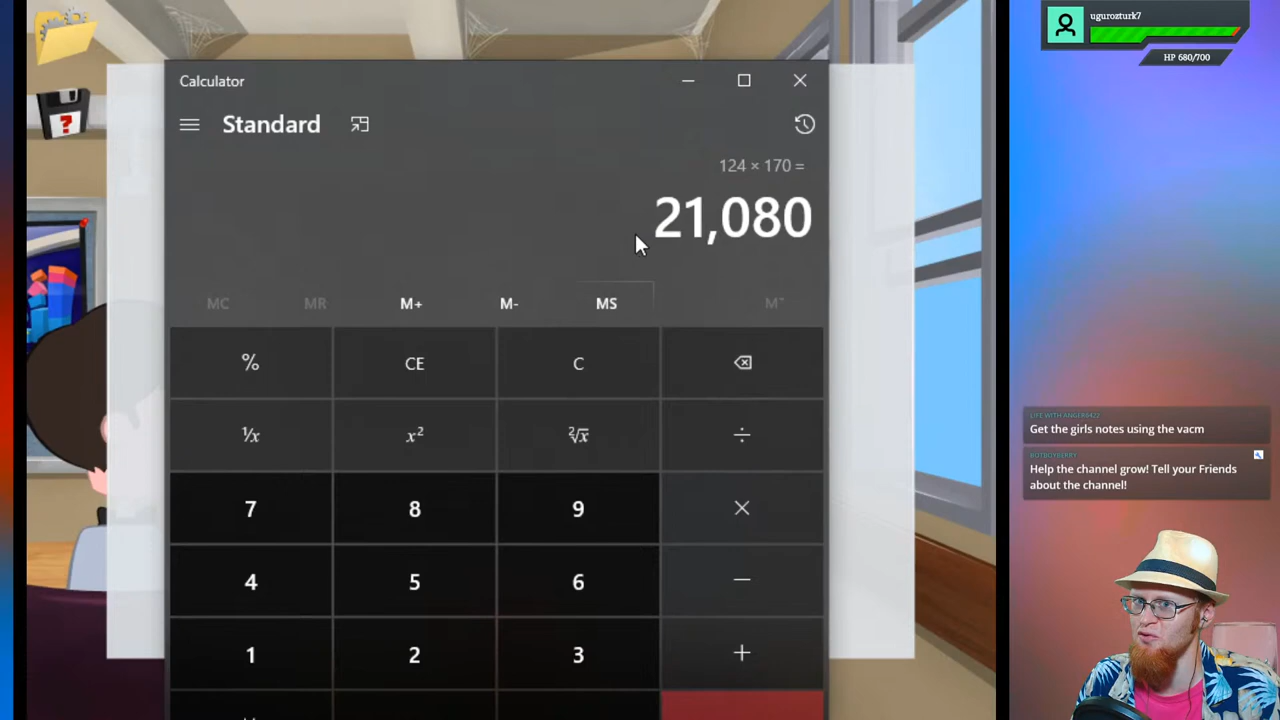 Calculator
Standard
124 × 170 =
21,080
MC MR M+ M- MS M˅
% CE C
¹/x x² ²√x ÷
7 8 9 ×
4 5 6 −
1 2 3 +
?
uguroztürk7
HP 680/700
Get the girls notes using the vacm
BOTBOYBERRY
Help the channel grow! Tell your Friends
about the channel!